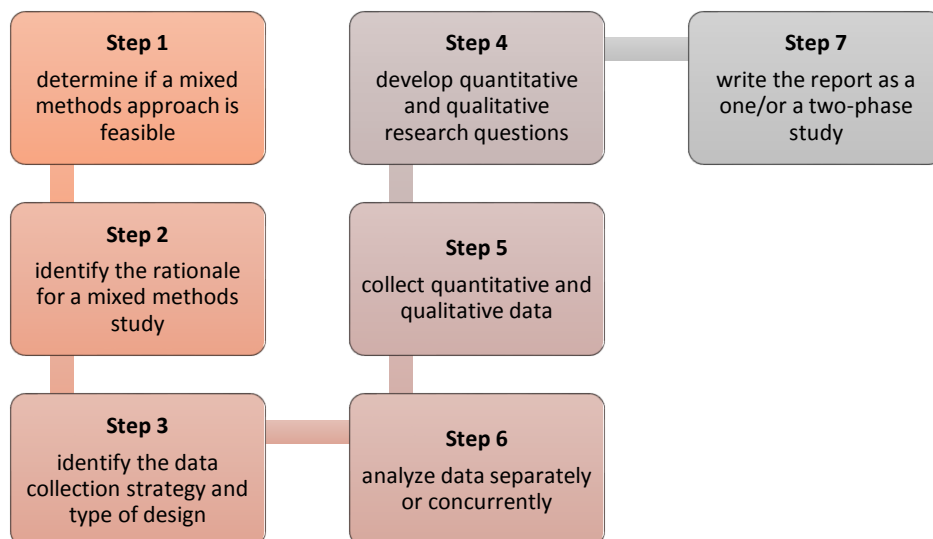 Step 1
determine if a mixed
methods approach is
feasible
Step 2
identify the rationale
for a mixed methods
study
Step 3
identify the data
collection strategy and
type of design
Step 4
develop quantitative
and qualitative
research questions
Step 5
collect quantitative and
qualitative data
Step 6
analyze data separately
or concurrently
Step 7
write the report as a
one/or a two-phase
study